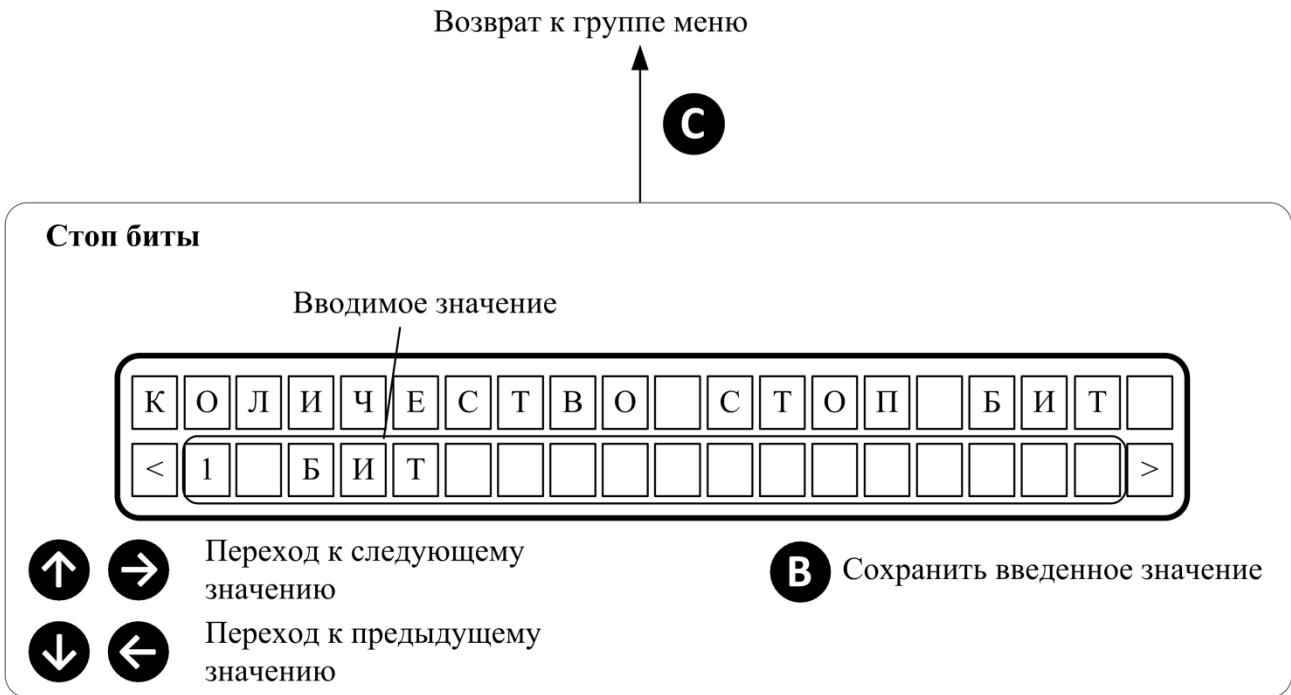 Возврат к группе меню
C
Стоп биты
Вводимое значение
КОЛИЧЕСТВО СТОП БИТ
< 1 БИТ >
Переход к следующему
значению
B Сохранить введенное значение
Переход к предыдущему
значению